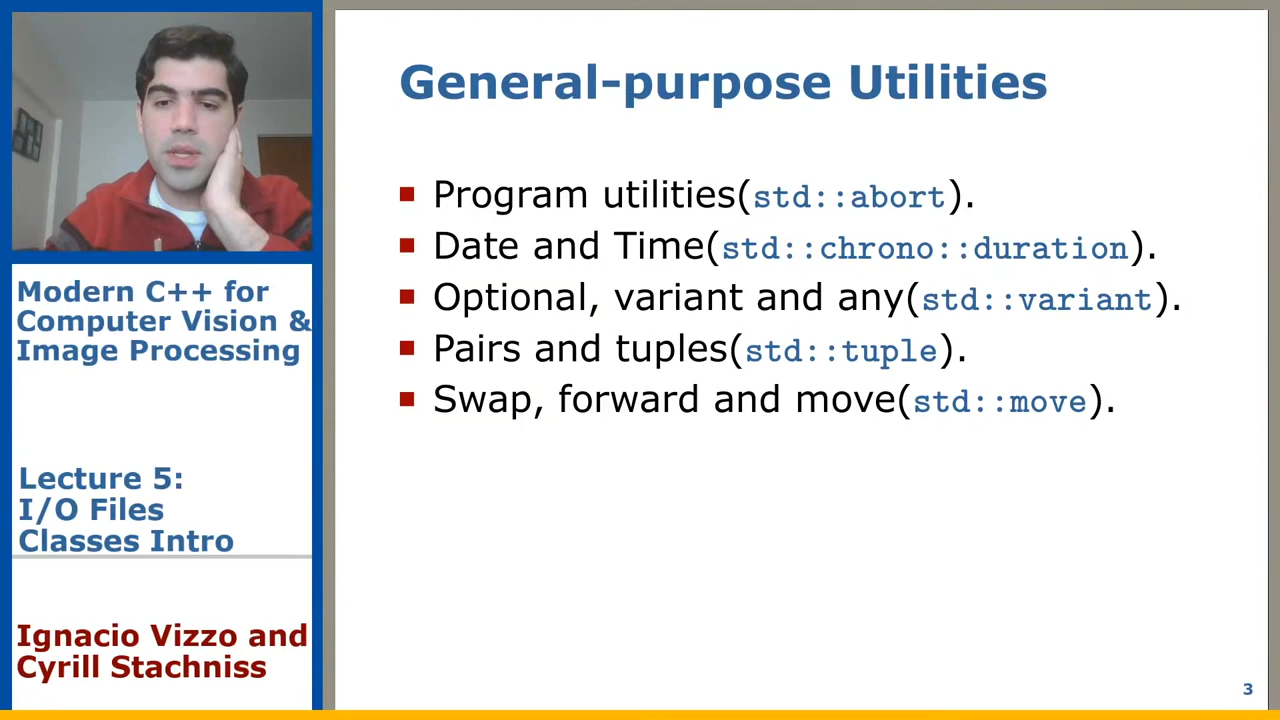 General-purpose Utilities
Program utilities(std::abort).
Date and Time(std::chrono::duration).
Optional, variant and any(std::variant).
Pairs and tuples(std::tuple).
Swap, forward and move(std::move).
Modern C++ for
Computer Vision &
Image Processing
Lecture 5:
I/O Files
Classes Intro
Ignacio Vizzo and
Cyrill Stachniss
3